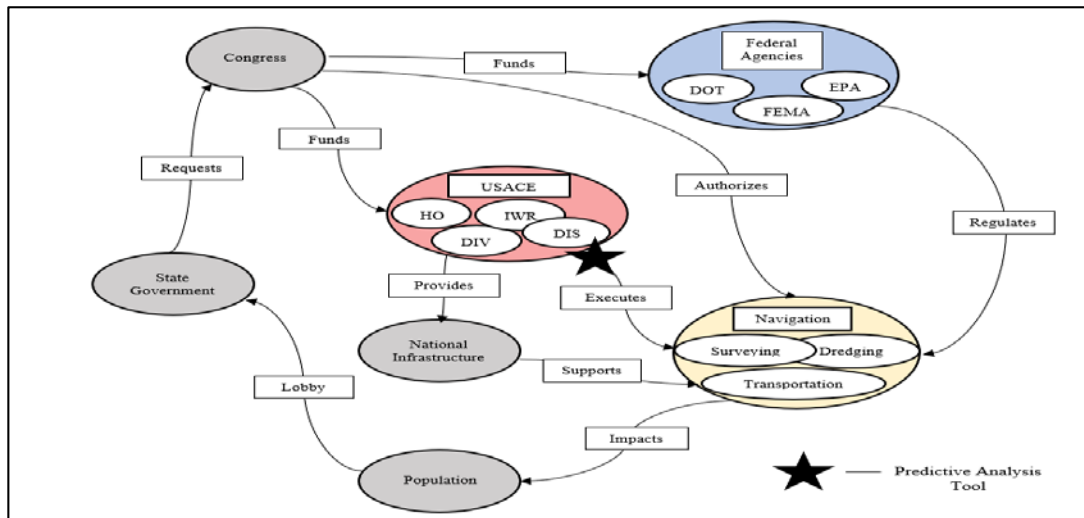 Congress
Funds
Federal
Agencies
DOT
EPA
FEMA
Funds
Requests
USACE
HO
IWR
DIV
DIS
Authorizes
Regulates
State
Government
Provides
Executes
National
Infrastructure
Navigation
Surveying
Dredging
Transportation
Supports
Lobby
Impacts
Population
Predictive Analysis
Tool